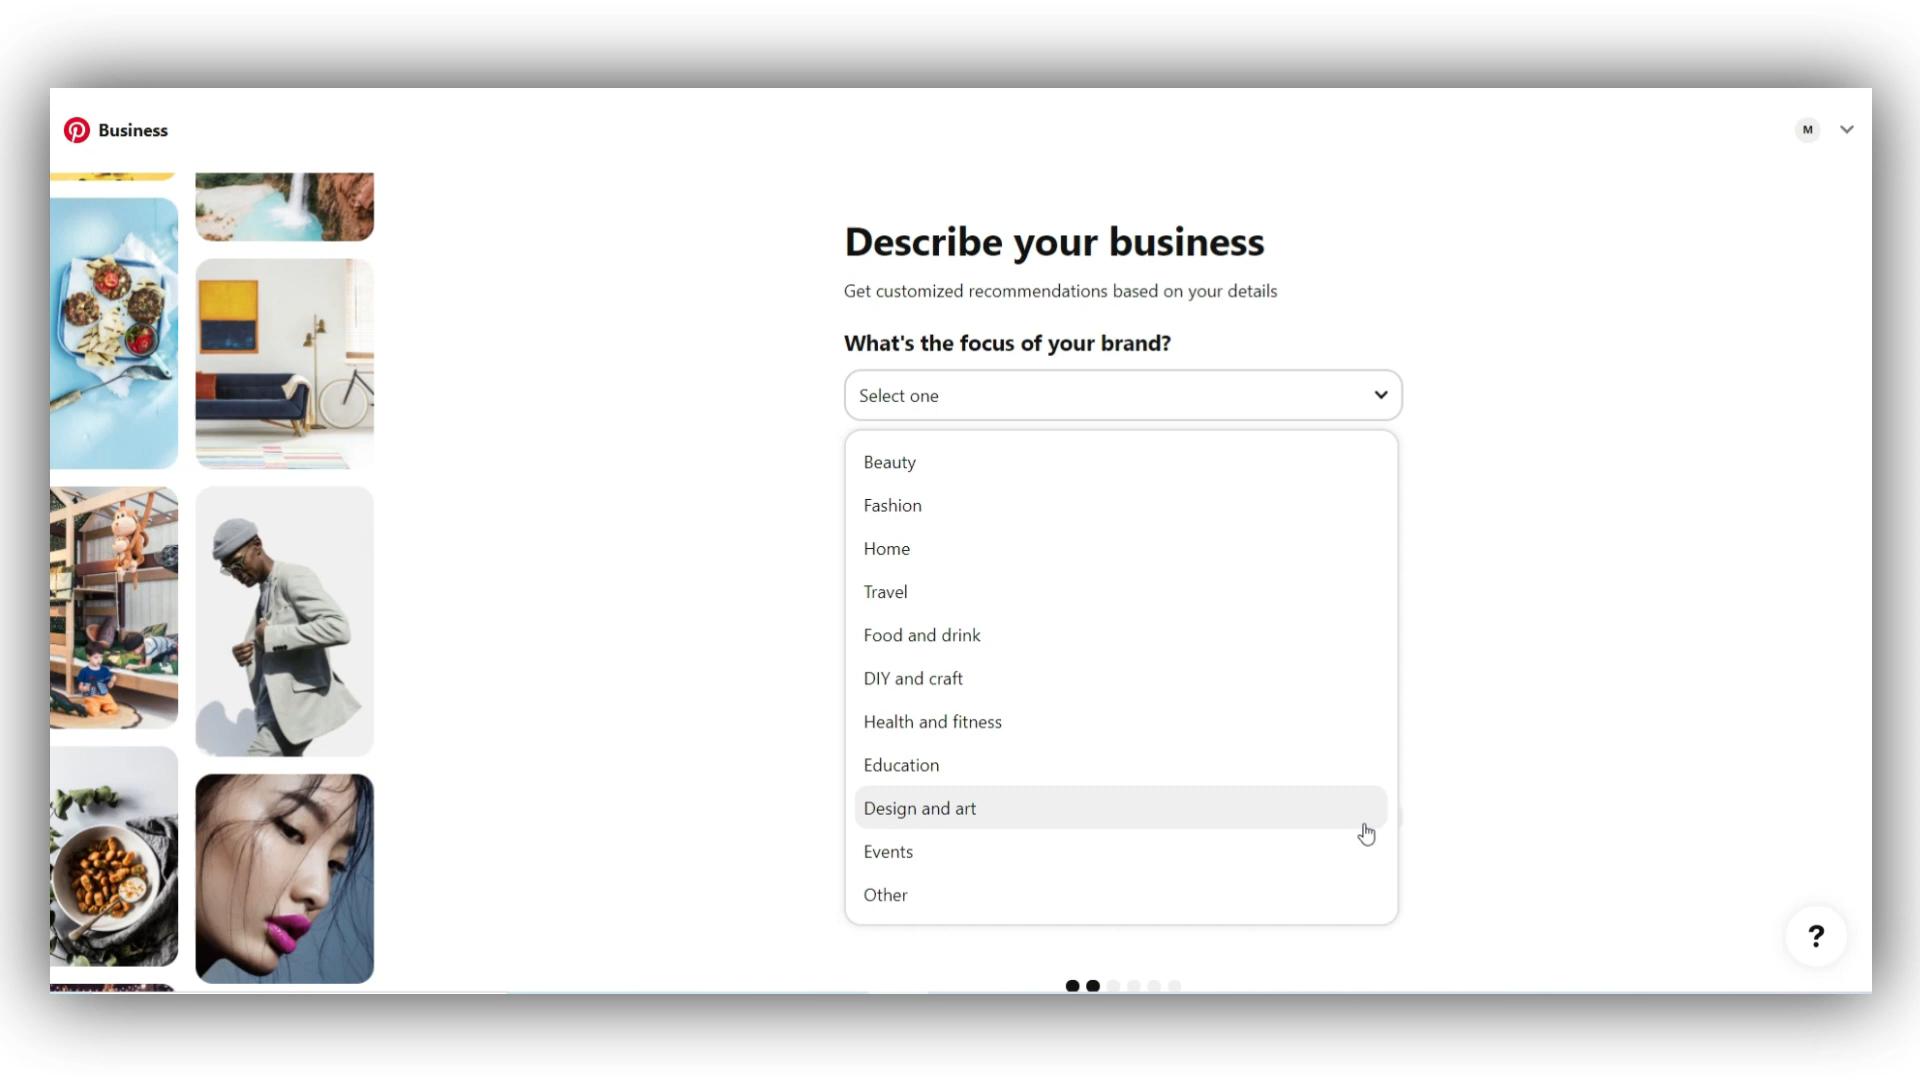 Business
M
Describe your business
Get customized recommendations based on your details
What's the focus of your brand?
Select one
Beauty
Fashion
Home
Travel
Food and drink
DIY and craft
Health and fitness
Education
Design and art
Events
Other
?